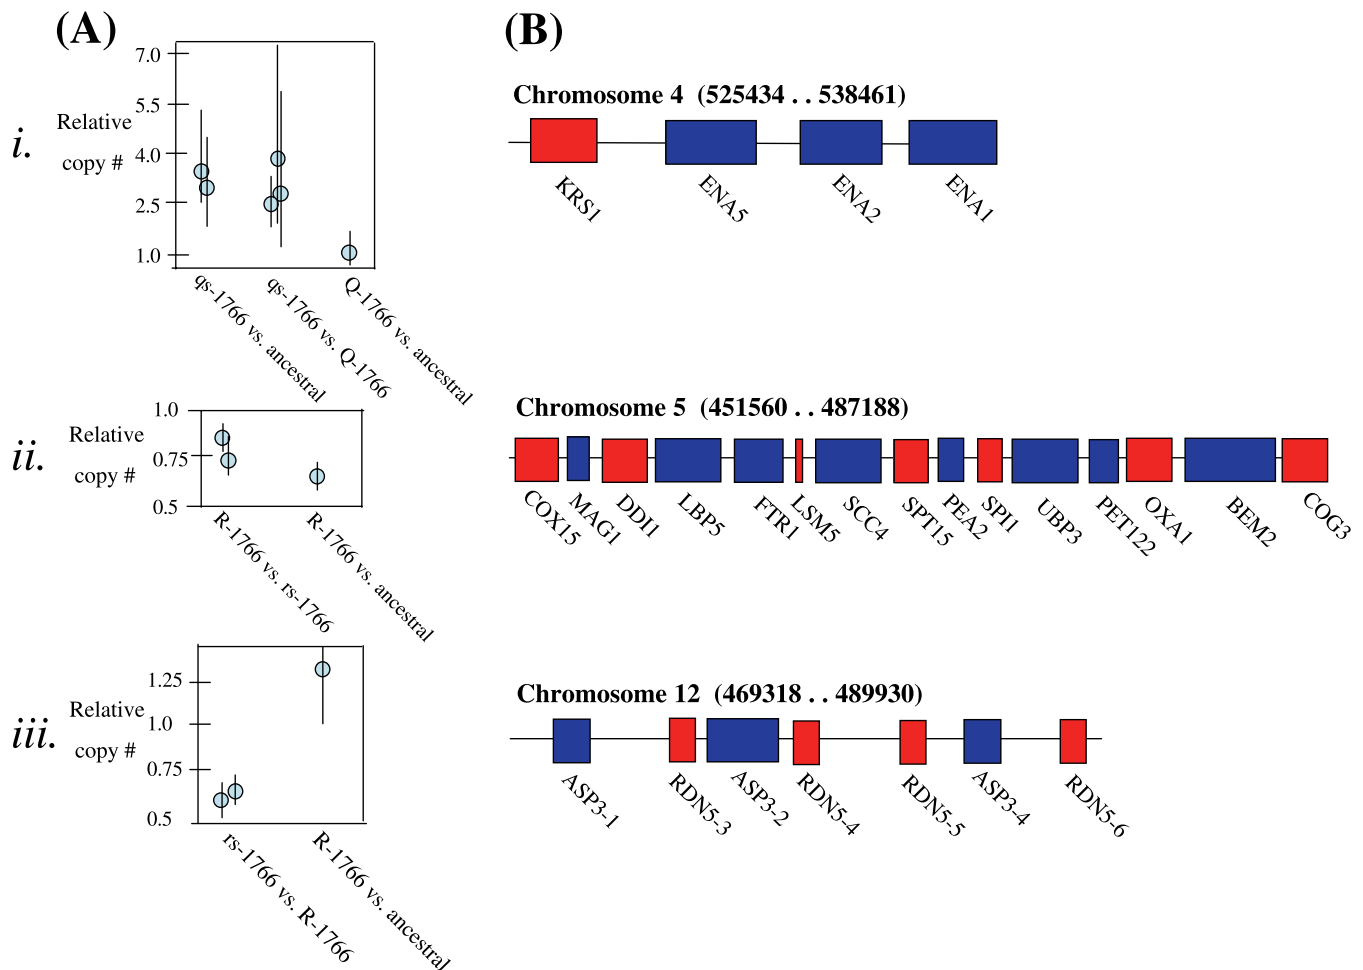 (A)
(B)
i.
Relative
copy #
7.0
5.5
4.0
2.5
1.0
qs-1766 vs. ancestral
qs-1766 vs. Q-1766
Q-1766 vs. ancestral
Chromosome 4 (525434 . . 538461)
KRS1
ENA5
ENA2
ENA1
ii.
Relative
copy #
1.0
0.75
0.5
R-1766 vs. rs-1766
R-1766 vs. ancestral
Chromosome 5 (451560 . . 487188)
COX15
MAG1
DDI1
LBP5
FTR1
LSM5
SCC4
SPT15
PEA2
SPI1
UBP3
PET122
OXA1
BEM2
COG3
iii.
Relative
copy #
1.25
1.0
0.75
0.5
rs-1766 vs. R-1766
R-1766 vs. ancestral
Chromosome 12 (469318 . . 489930)
ASP3-1
RDN5-3
ASP3-2
RDN5-4
RDN5-5
ASP3-4
RDN5-6